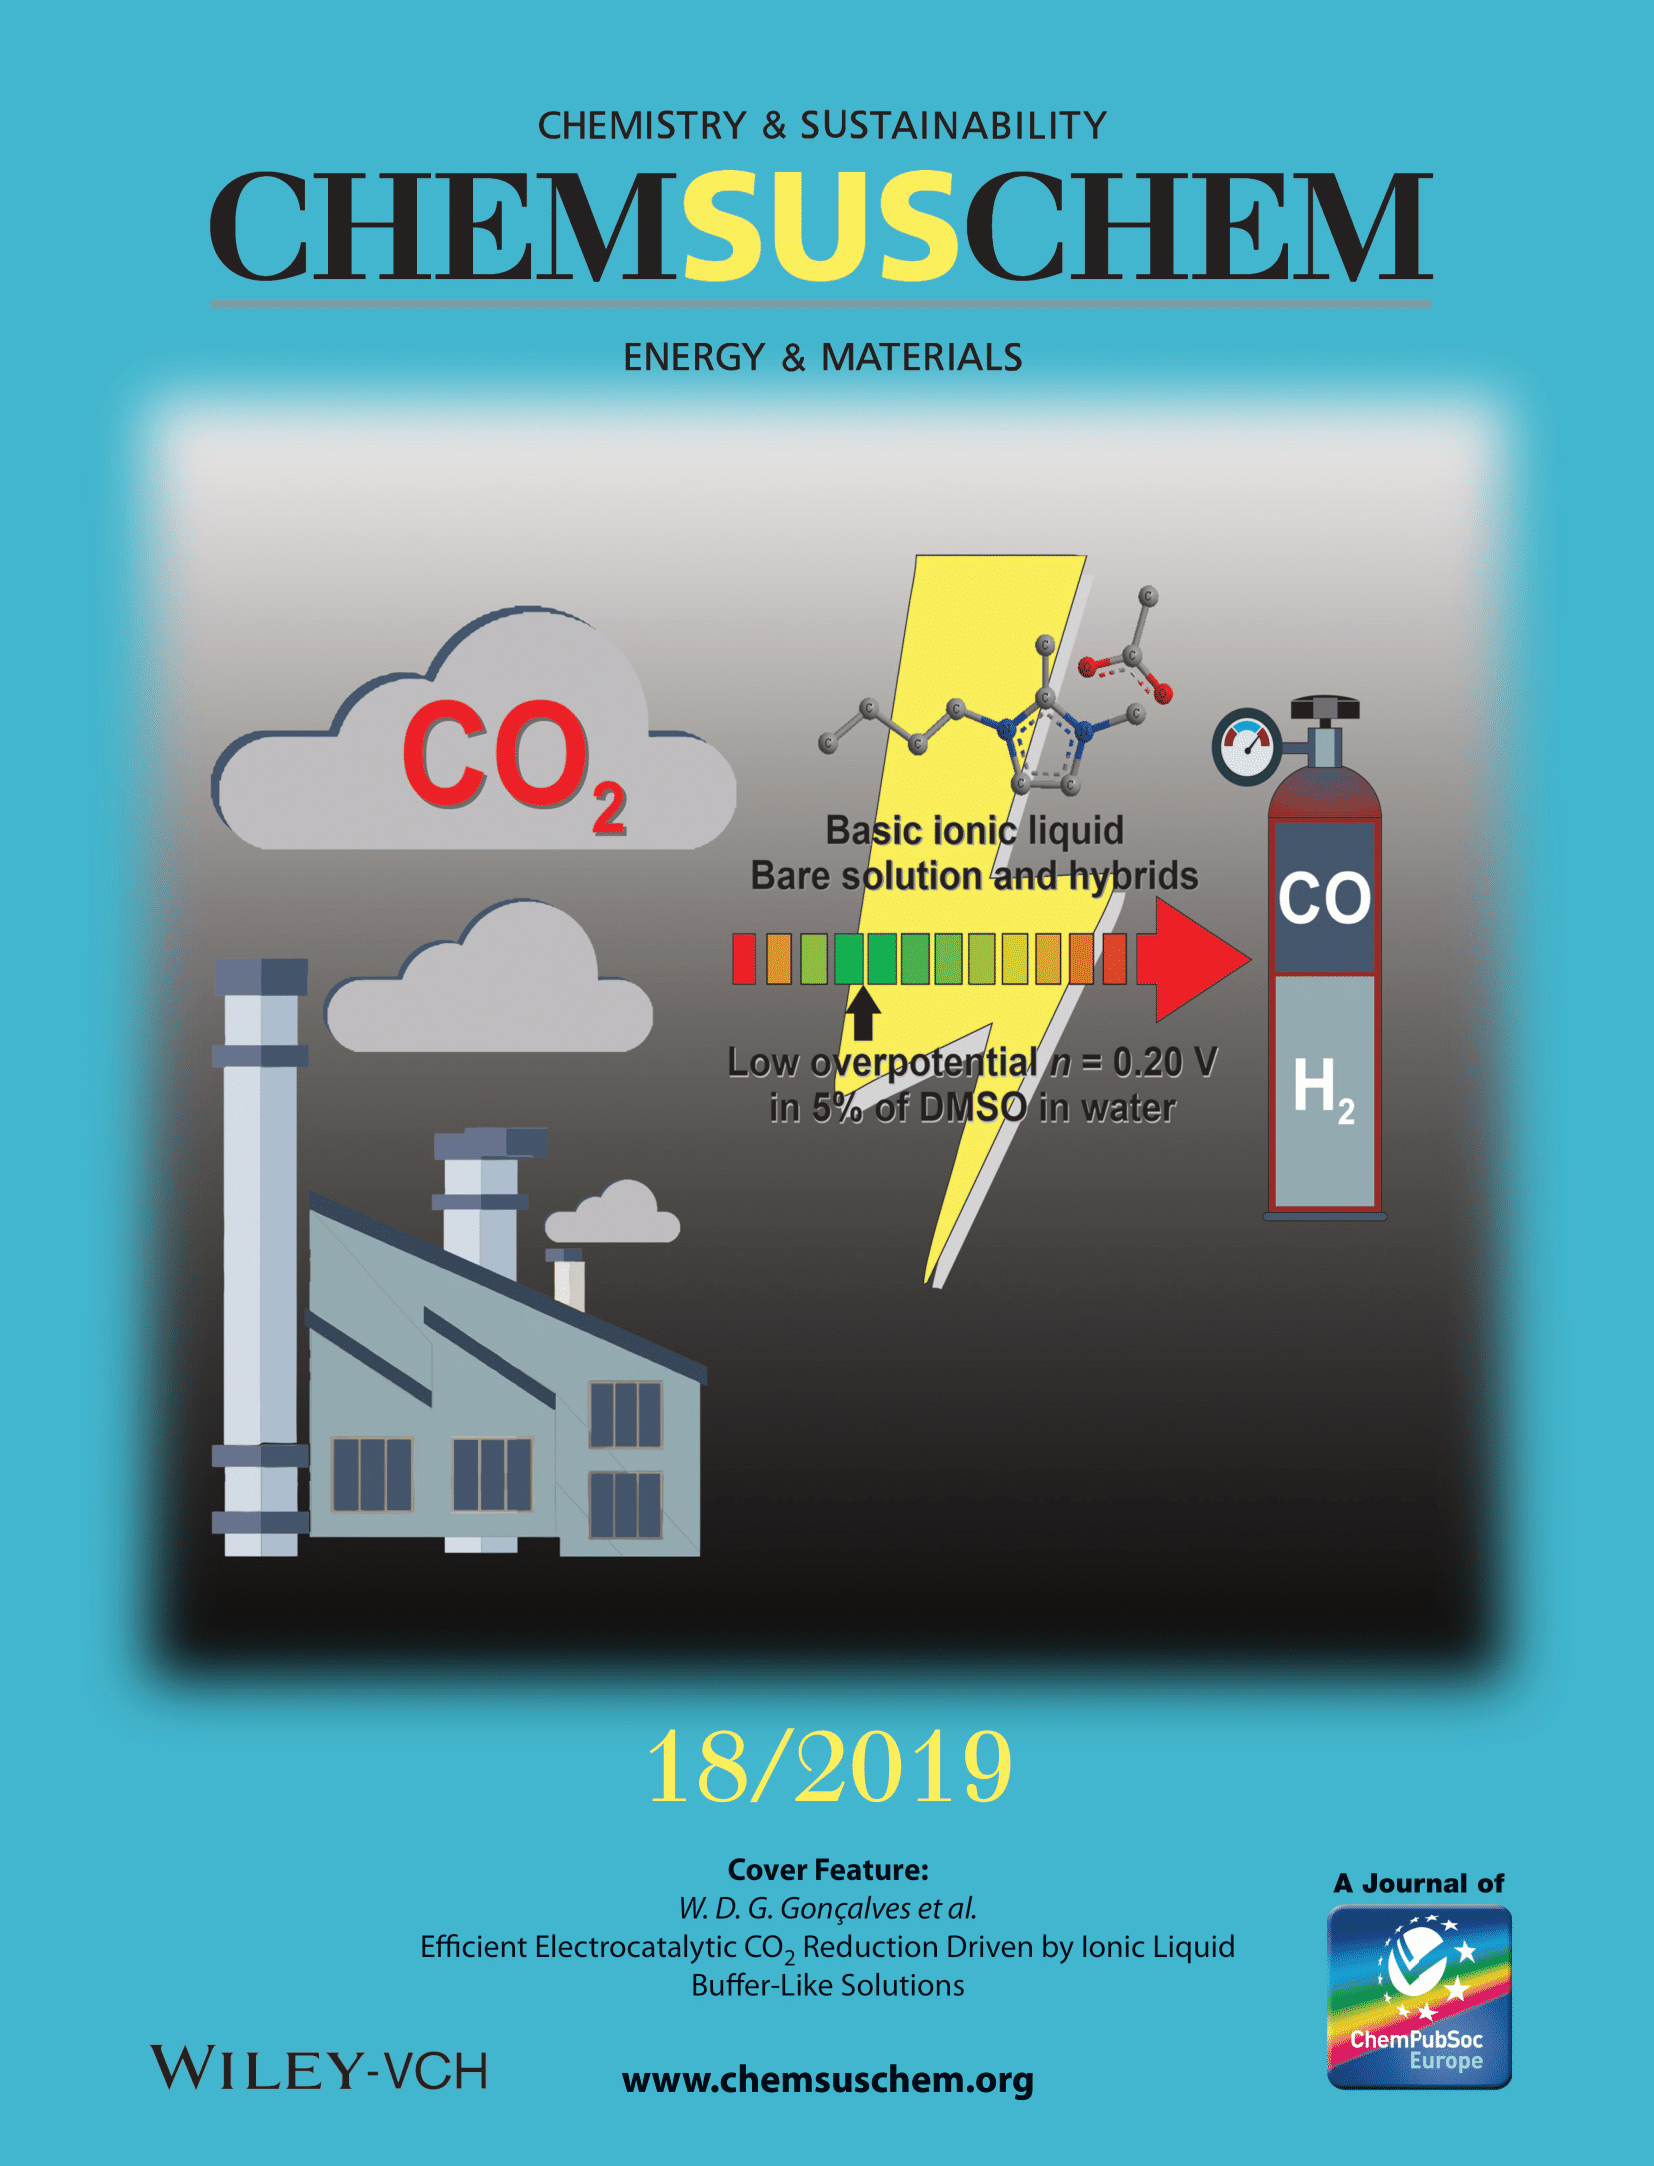 CHEMISTRY & SUSTAINABILITY
CHEMSUSCHEM
ENERGY & MATERIALS
CO2
Basic ionic liquid
Bare solution and hybrids
Low overpotential n = 0.20 V
in 5% of DMSO in water
CO
H2
18/2019
Cover Feature:
W. D. G. Gonçalves et al.
Efficient Electrocatalytic CO2 Reduction Driven by Ionic Liquid
Buffer-Like Solutions
WILEY-VCH
www.chemsuschem.org
A Journal of
ChemPubSoc
Europe